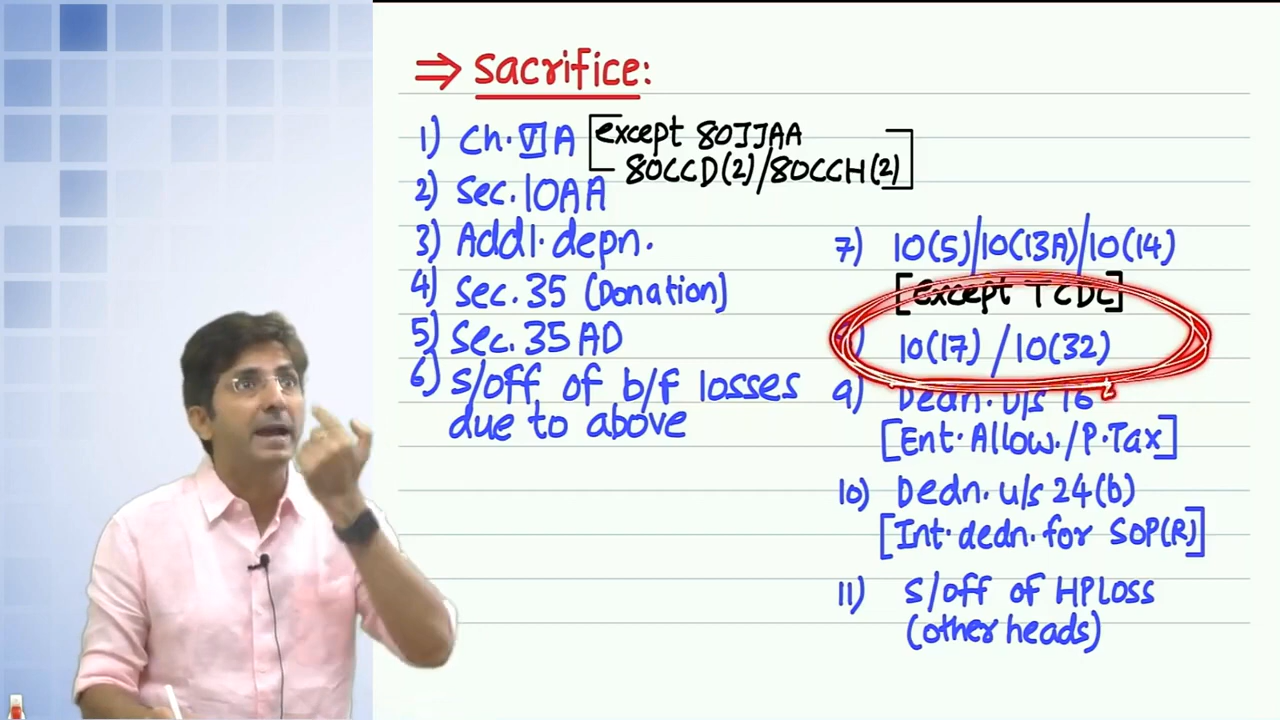 ⇒ Sacrifice:
1) Ch. VI A [except 80JJAA
80CCD(2)/80CCH(2)]
2) Sec. 10AA
3) Addl. depn.
4) Sec. 35 (Donation)
5) Sec. 35 AD
6) S/off of b/f losses
due to above
7) 10(5)/10(13A)/10(14)
[except TCDC]
) 10(17) / 10(32)
9) Dedn. u/s 16
[Ent. Allow./P.Tax]
10) Dedn. u/s 24(b)
[Int. dedn. for SOP(R)]
11) S/off of HP Loss
(other heads)